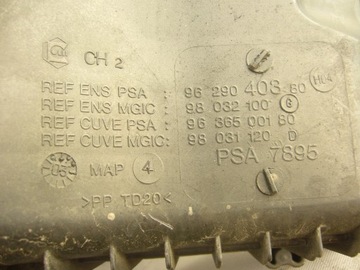 CH 2
REF ENS PSA : 96 290 408 80
REF ENS MGIC : 98 032 100 G
REF CUVE PSA : 96 365 001 80
REF CUVE MGIC: 98 031 120 D
PSA 7895
MAP 4
>PP TD20<